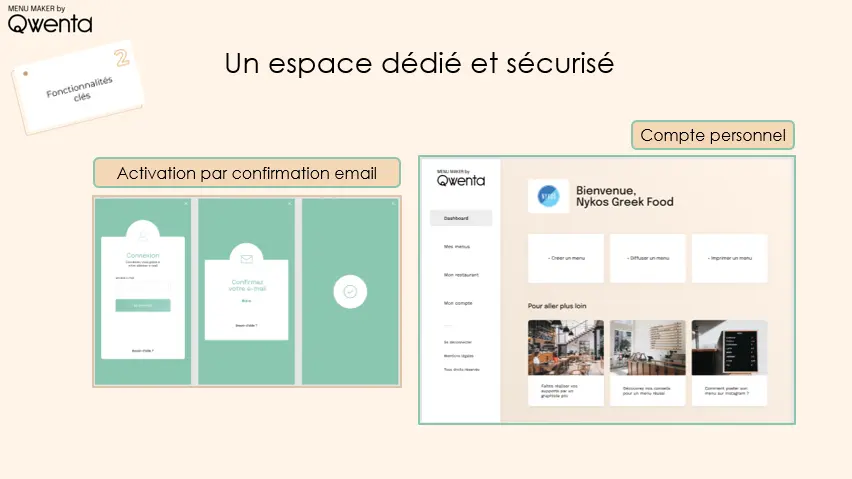 MENU MAKER by
Qwenta
2
Fonctionnalités
clés
Un espace dédié et sécurisé
Activation par confirmation email
Connexion
Confirmez
votre e-mail
Besoin d'aide ?
Besoin d'aide ?
Compte personnel
MENU MAKER by
Qwenta
Dashboard
Mes menus
Mon restaurant
Mon compte
Se déconnecter
Mentions légales
Tous droits réservés
NYKOS
Bienvenue,
Nykos Greek Food
+ Créer un menu
+ Diffuser un menu
+ Imprimer un menu
Pour aller plus loin
Faites réaliser vos
supports par un
graphiste pro
Découvrez nos conseils
pour un menu réussi
Comment poster son
menu sur Instagram ?